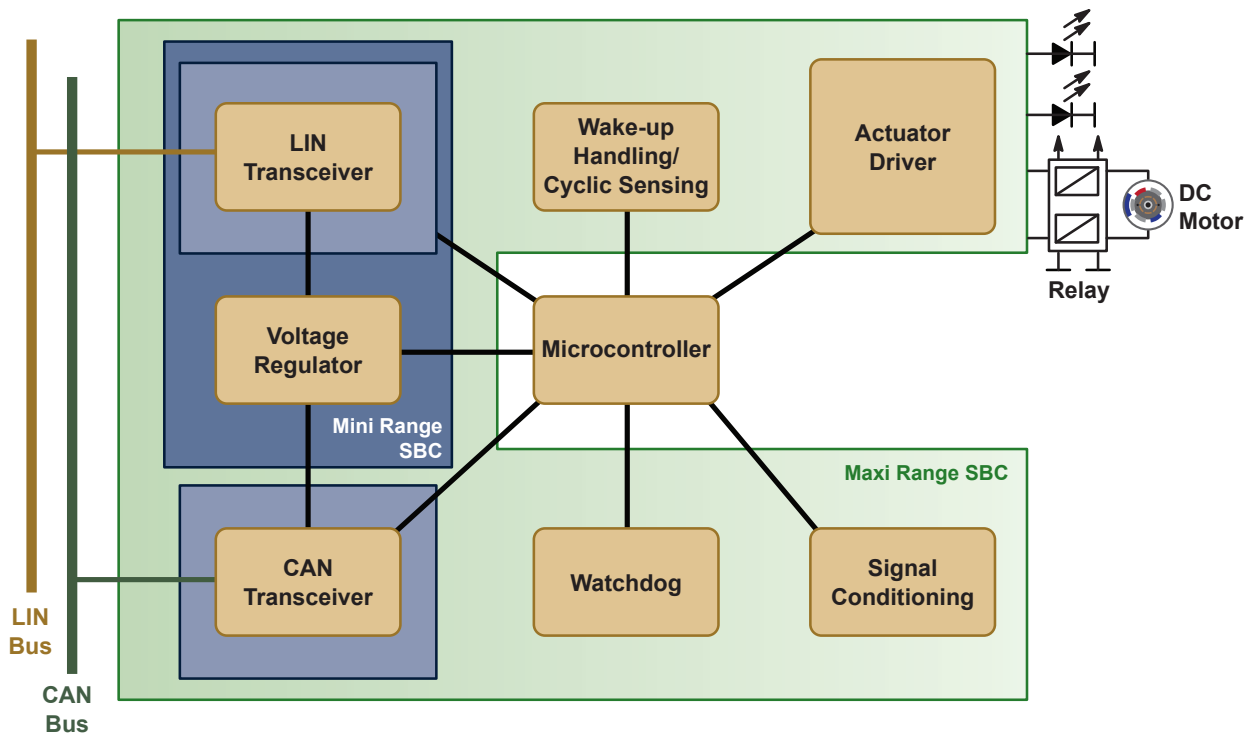 LIN
Transceiver
Wake-up
Handling/
Cyclic Sensing
Actuator
Driver
DC
Motor
Relay
Voltage
Regulator
Microcontroller
Mini Range
SBC
Maxi Range SBC
CAN
Transceiver
Watchdog
Signal
Conditioning
LIN
Bus
CAN
Bus